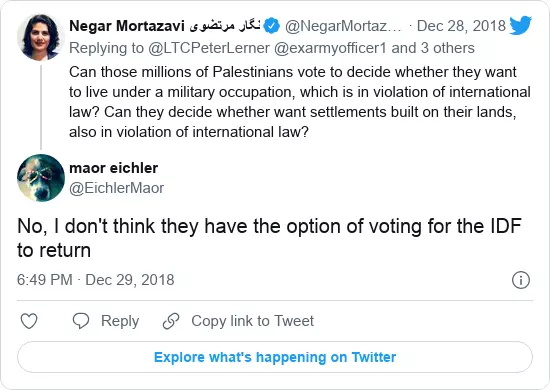 Negar Mortazavi نگار مرتضوی @NegarMortaz... · Dec 28, 2018
Replying to @LTCPeterLerner @exarmyofficer1 and 3 others
Can those millions of Palestinians vote to decide whether they want
to live under a military occupation, which is in violation of international
law? Can they decide whether want settlements built on their lands,
also in violation of international law?
maor eichler
@EichlerMaor
No, I don't think they have the option of voting for the IDF
to return
6:49 PM · Dec 29, 2018
Reply
Copy link to Tweet
Explore what's happening on Twitter